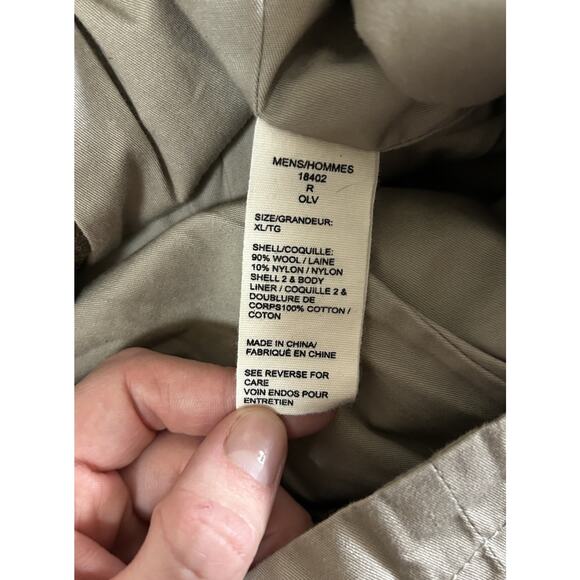 MENS/HOMMES
18402
R
OLV
SIZE/GRANDEUR:
XL/TG
SHELL/COQUILLE:
90% WOOL / LAINE
10% NYLON / NYLON
SHELL 2 & BODY
LINER / COQUILLE 2 &
DOUBLURE DE
CORPS100% COTTON /
COTON
MADE IN CHINA/
FABRIQUÉ EN CHINE
SEE REVERSE FOR
CARE
VOIN ENDOS POUR
ENTRETIEN